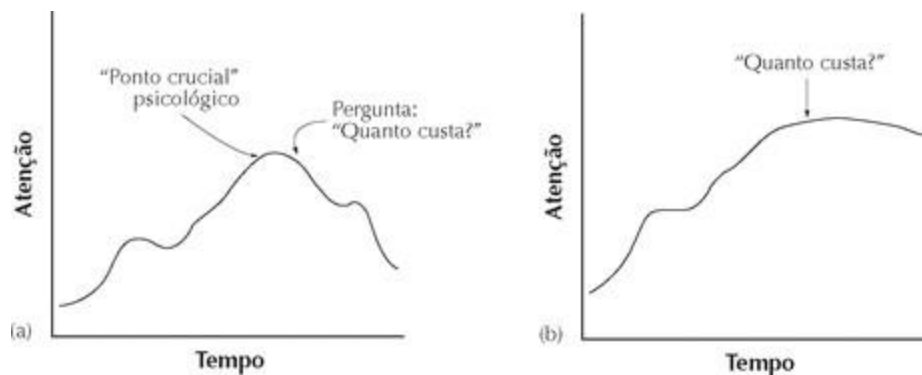 “Ponto crucial”
psicológico
Pergunta:
“Quanto custa?”
Atenção
(a)
Tempo
“Quanto custa?”
Atenção
(b)
Tempo